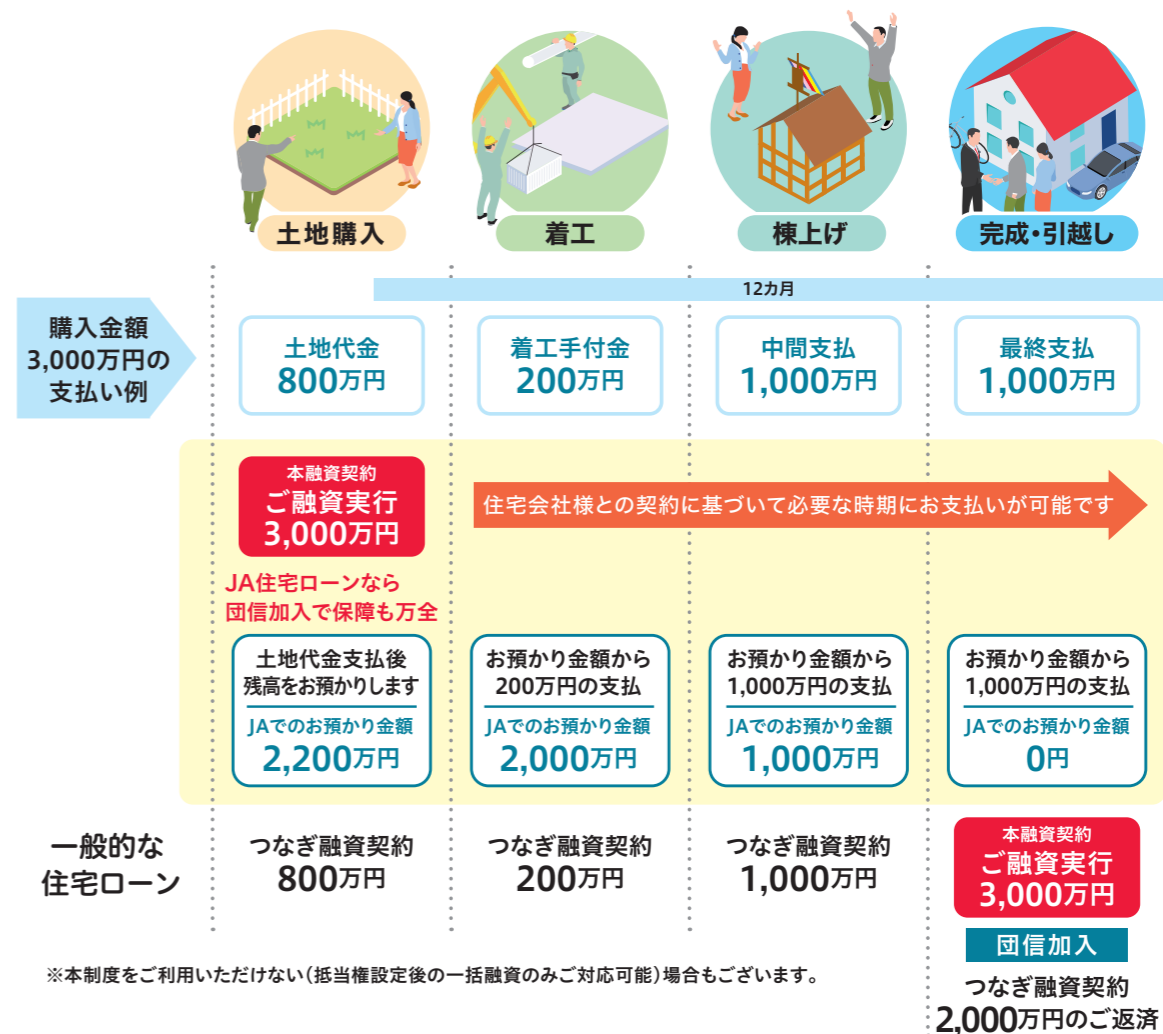 土地購入
着工
棟上げ
完成・引越し
12カ月
購入金額
3,000万円の
支払い例
土地代金
800万円
着工手付金
200万円
中間支払
1,000万円
最終支払
1,000万円
本融資契約
ご融資実行
3,000万円
住宅会社様との契約に基づいて必要な時期にお支払いが可能です
JA住宅ローンなら
団信加入で保障も万全
土地代金支払後
残高をお預かりします
JAでのお預かり金額
2,200万円
お預かり金額から
200万円の支払
JAでのお預かり金額
2,000万円
お預かり金額から
1,000万円の支払
JAでのお預かり金額
1,000万円
お預かり金額から
1,000万円の支払
JAでのお預かり金額
0円
一般的な
住宅ローン
つなぎ融資契約
800万円
つなぎ融資契約
200万円
つなぎ融資契約
1,000万円
本融資契約
ご融資実行
3,000万円
団信加入
つなぎ融資契約
2,000万円のご返済
※本制度をご利用いただけない(抵当権設定後の一括融資のみご対応可能)場合もございます。